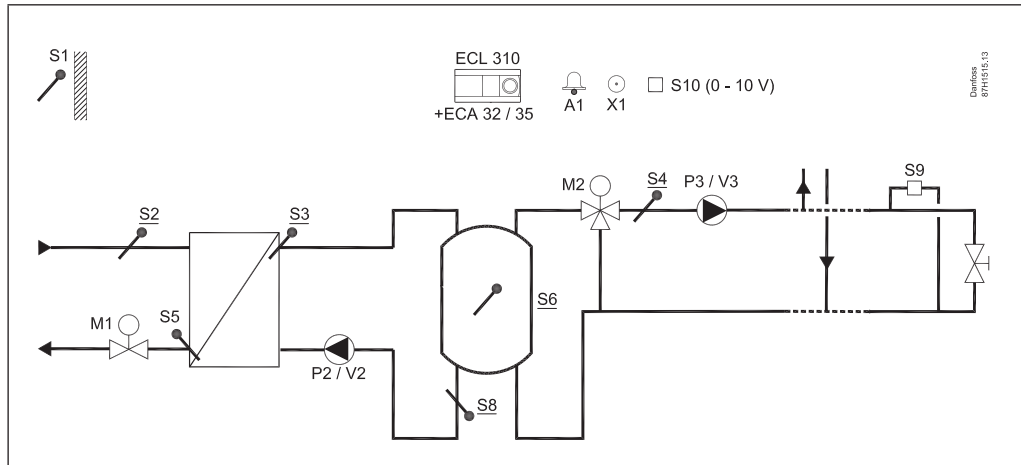 S1
ECL 310
+ECA 32 / 35
A1
X1
S10 (0 - 10 V)
Danfoss
87H1515.13
S2
S3
M2
S4
P3 / V3
S9
M1
S5
P2 / V2
S6
S8